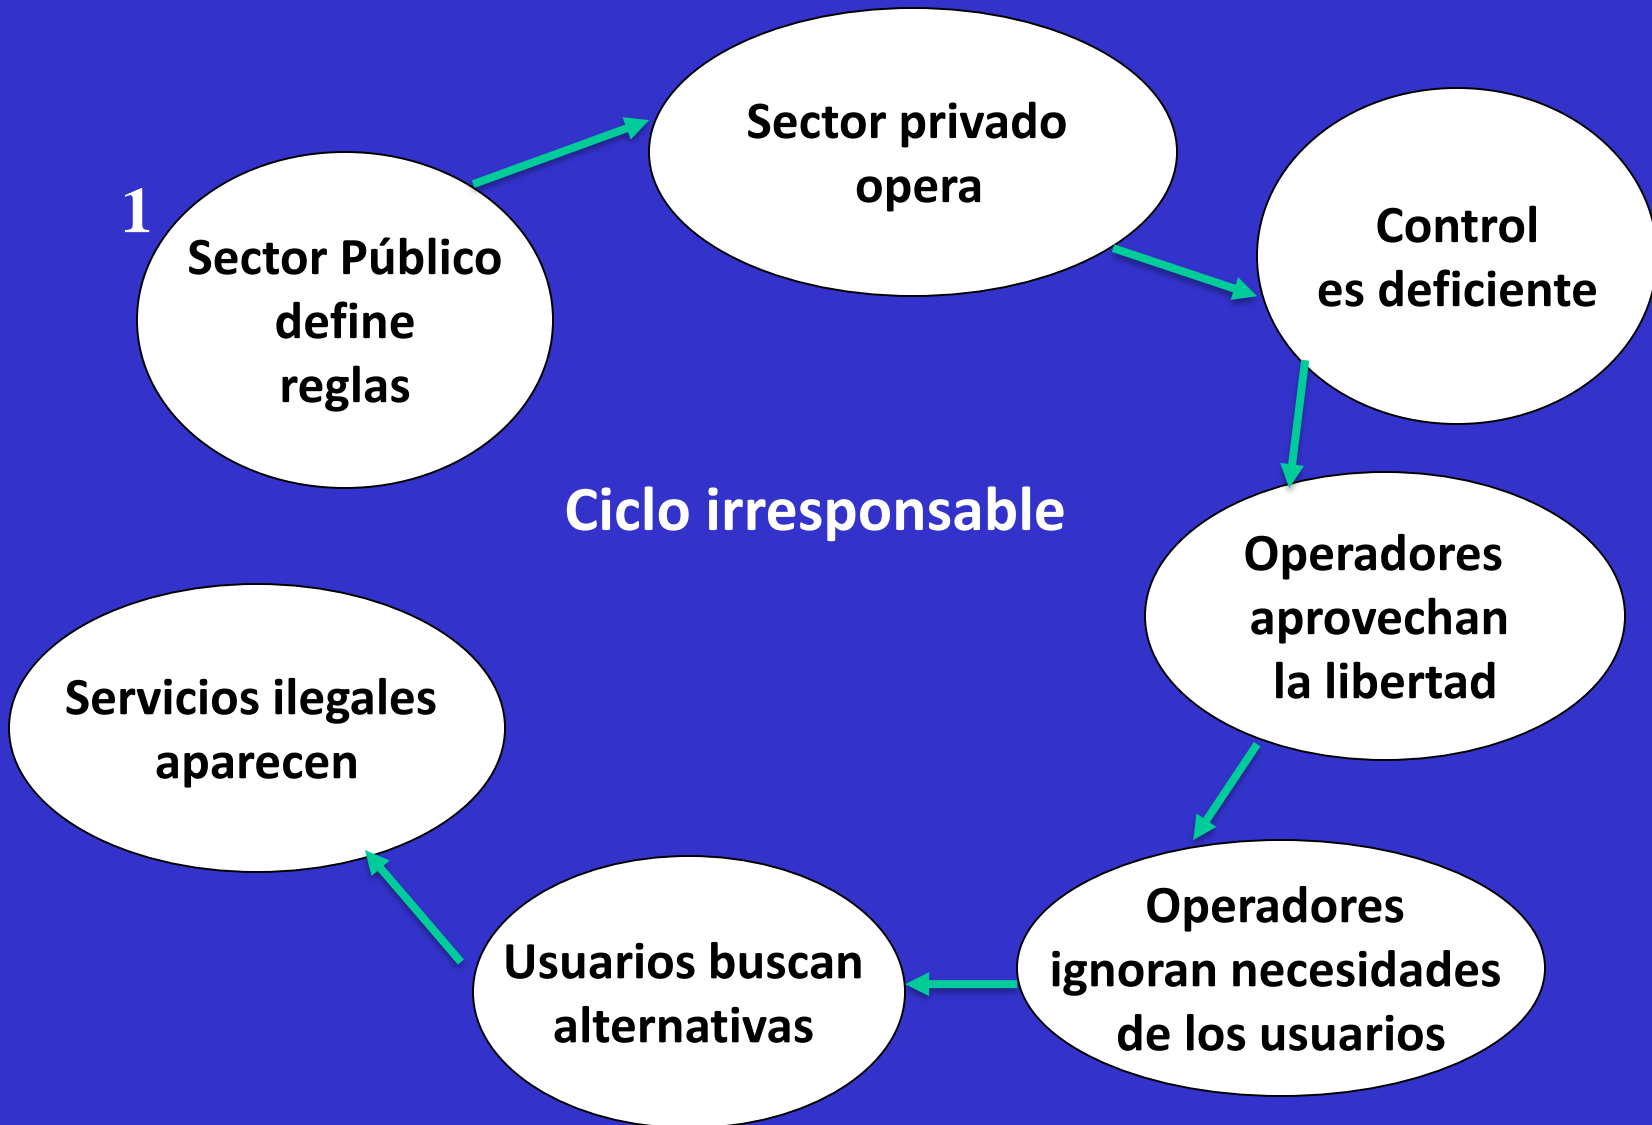 1
Sector Público
define
reglas
Sector privado
opera
Control
es deficiente
Operadores
aprovechan
la libertad
Operadores
ignoran necesidades
de los usuarios
Usuarios buscan
alternativas
Servicios ilegales
aparecen
Ciclo irresponsable